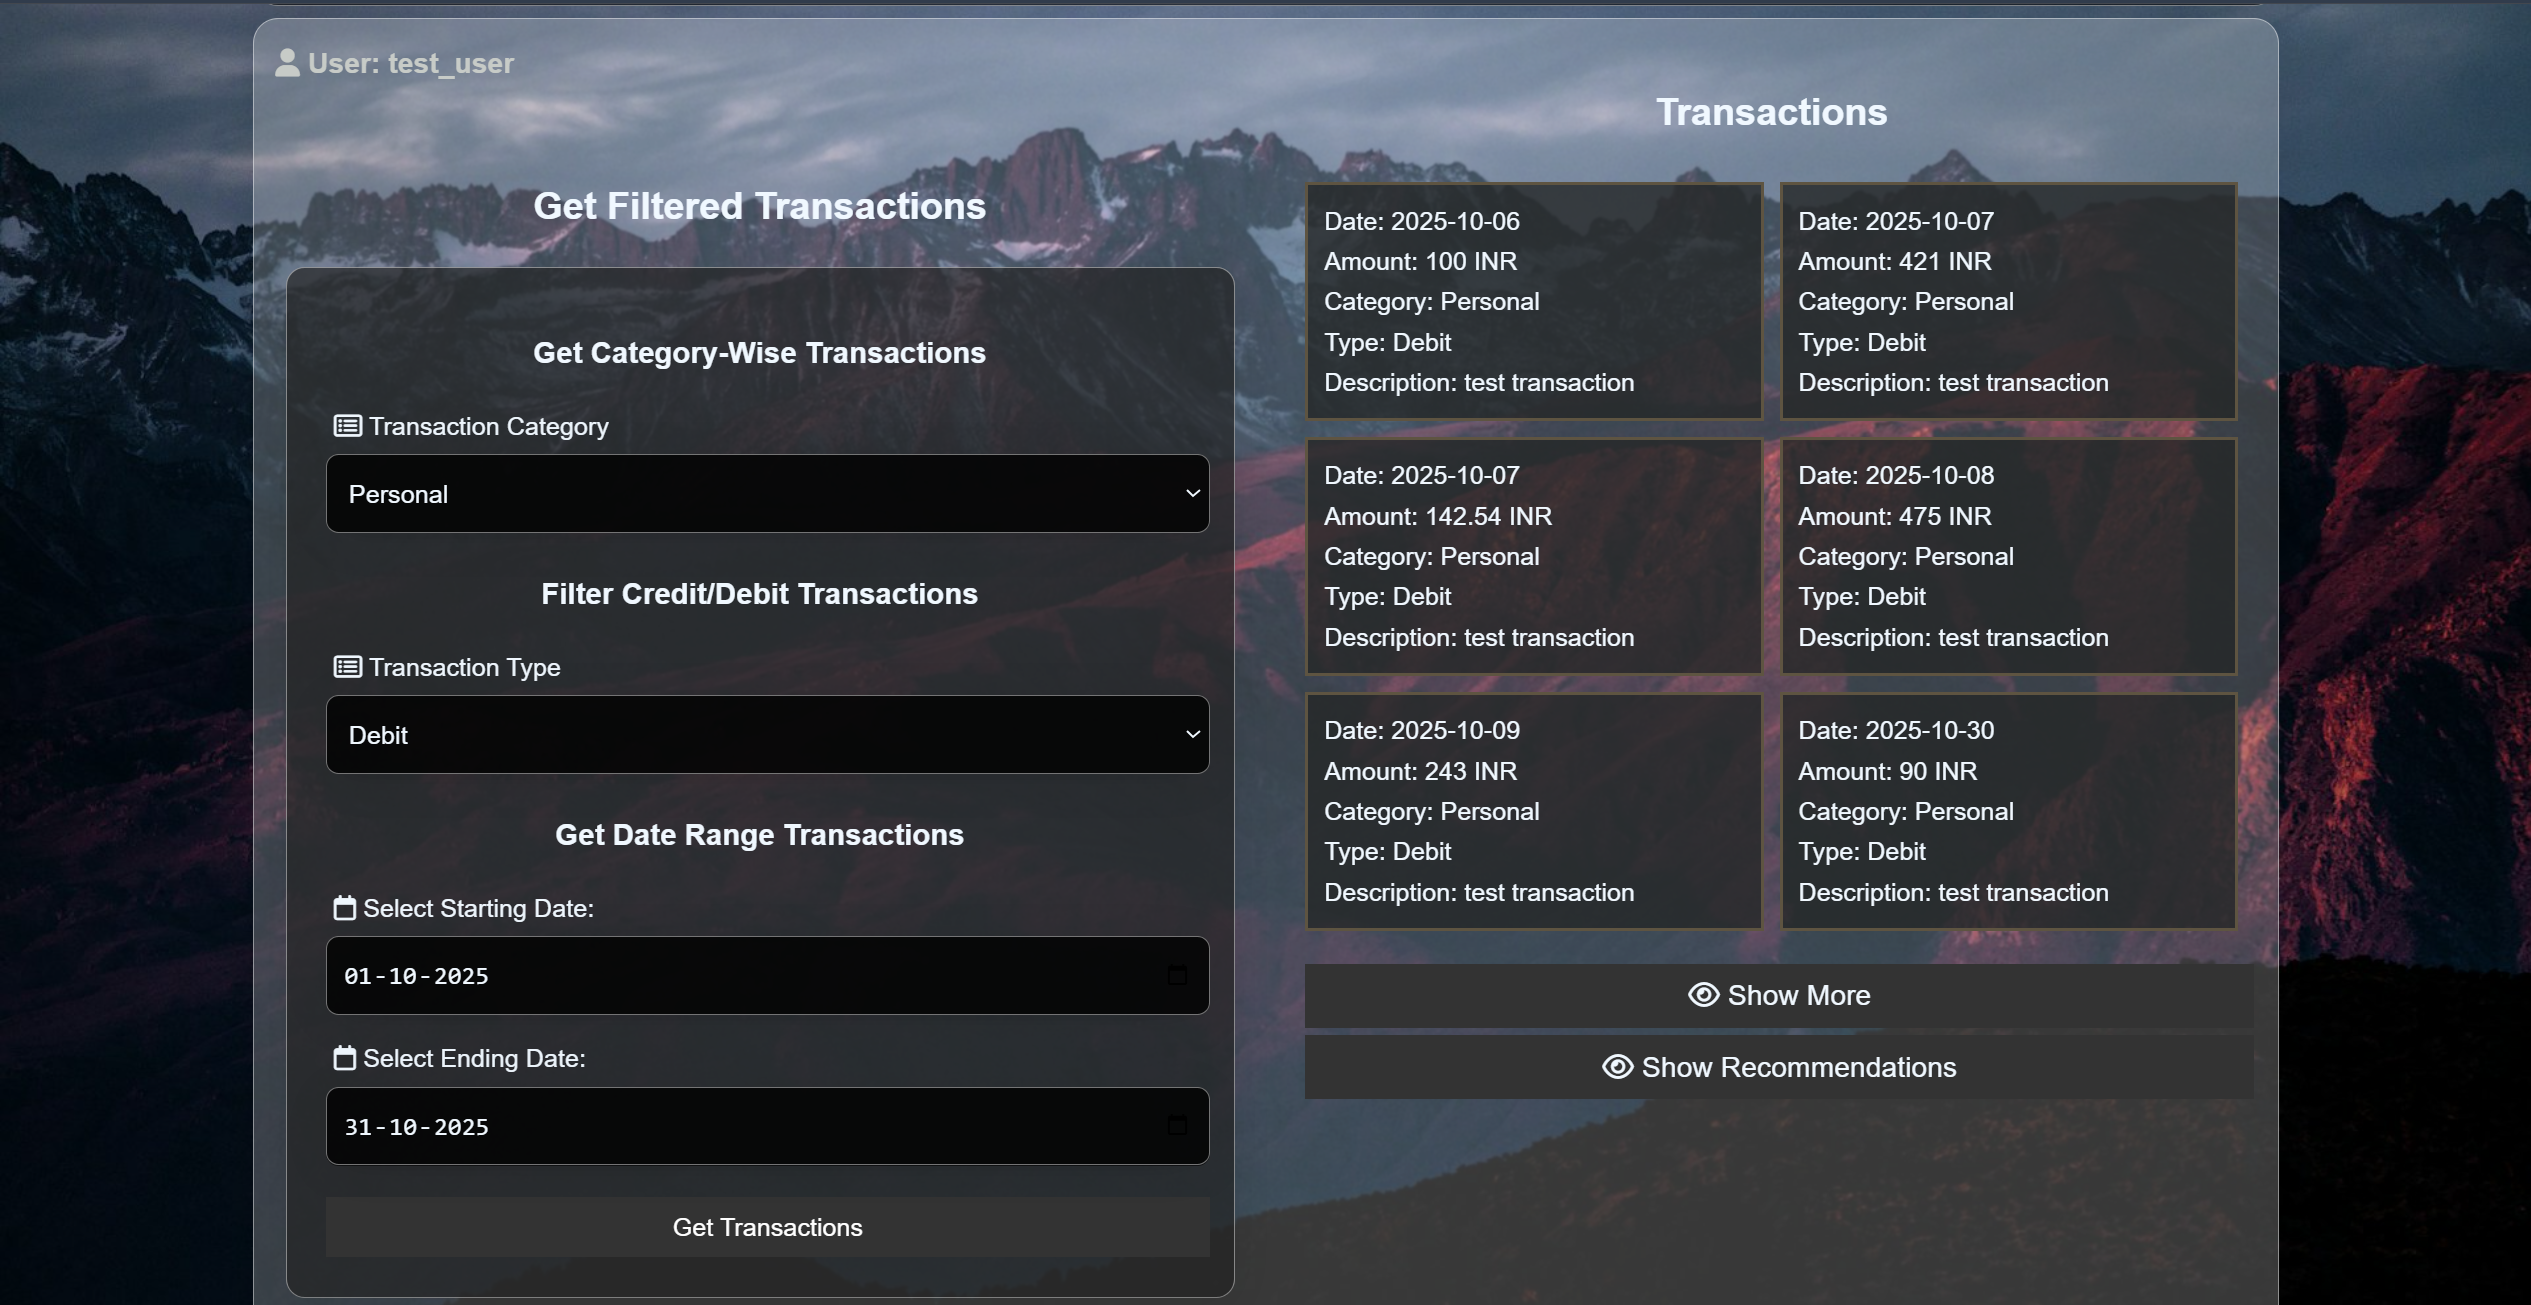 User: test_user
Get Filtered Transactions
Get Category-Wise Transactions
Transaction Category
Personal
Filter Credit/Debit Transactions
Transaction Type
Debit
Get Date Range Transactions
Select Starting Date:
01-10-2025
Select Ending Date:
31-10-2025
Get Transactions
Transactions
Date: 2025-10-06
Amount: 100 INR
Category: Personal
Type: Debit
Description: test transaction
Date: 2025-10-07
Amount: 421 INR
Category: Personal
Type: Debit
Description: test transaction
Date: 2025-10-07
Amount: 142.54 INR
Category: Personal
Type: Debit
Description: test transaction
Date: 2025-10-08
Amount: 475 INR
Category: Personal
Type: Debit
Description: test transaction
Date: 2025-10-09
Amount: 243 INR
Category: Personal
Type: Debit
Description: test transaction
Date: 2025-10-30
Amount: 90 INR
Category: Personal
Type: Debit
Description: test transaction
Show More
Show Recommendations